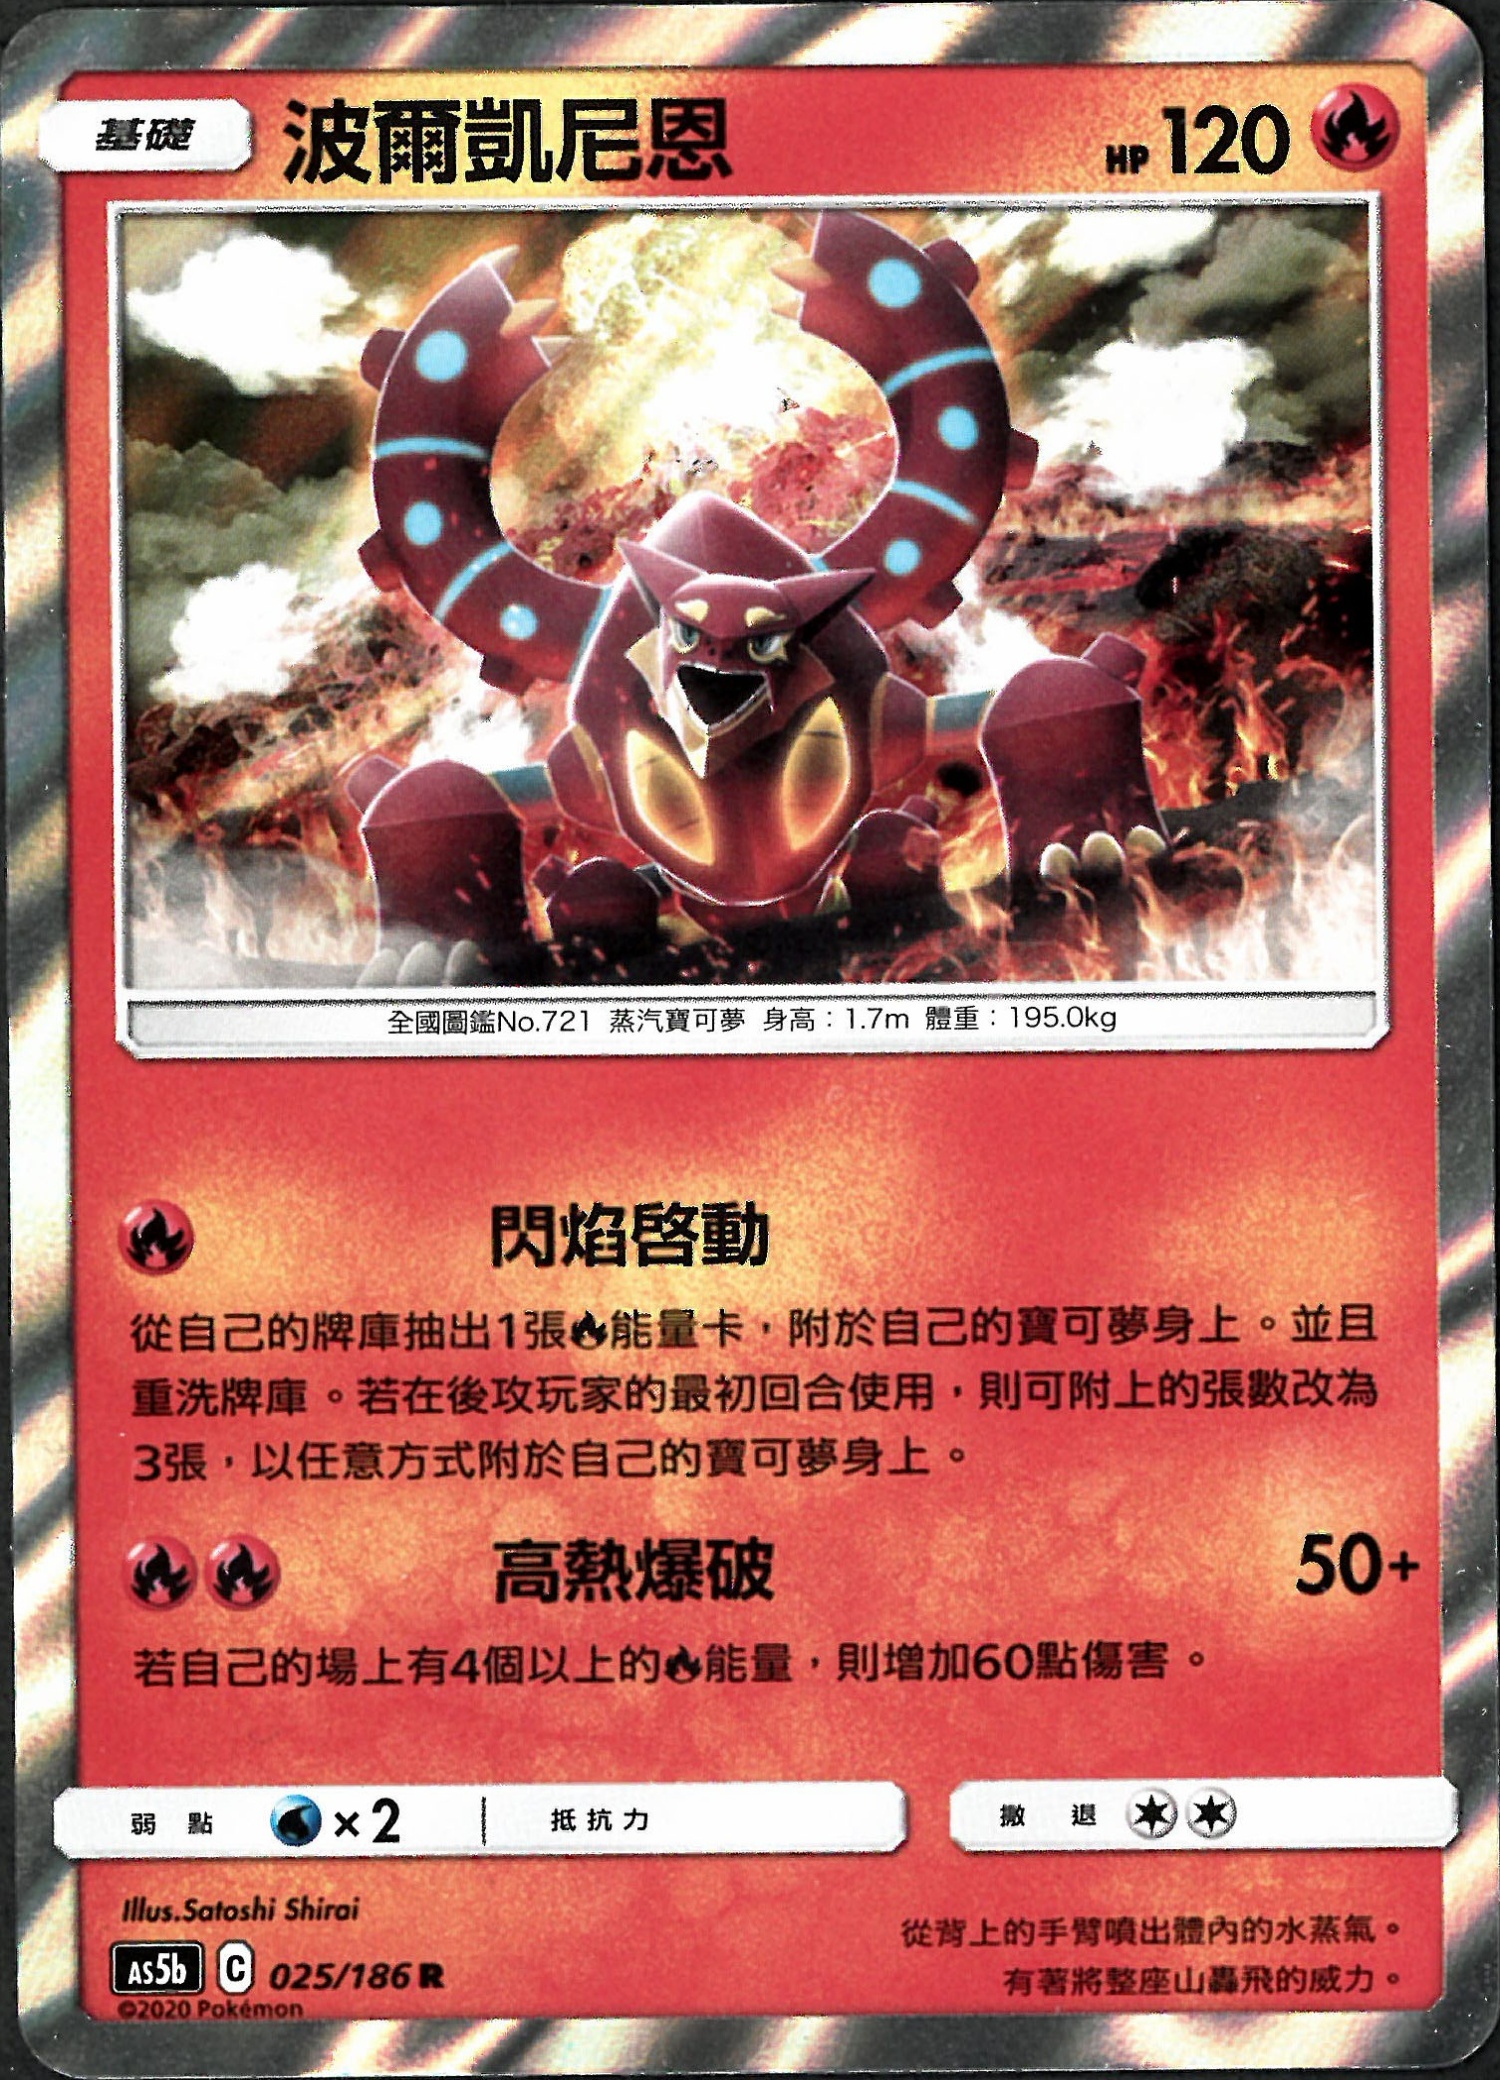 基礎 波爾凱尼恩 HP 120
全國圖鑑No.721 蒸汽寶可夢 身高：1.7m 體重：195.0kg
閃焰啓動
從自己的牌庫抽出1張能量卡，附於自己的寶可夢身上。並且
重洗牌庫。若在後攻玩家的最初回合使用，則可附上的張數改為
3張，以任意方式附於自己的寶可夢身上。
高熱爆破 50+
若自己的場上有4個以上的能量，則增加60點傷害。
弱點 ×2 抵抗力 撤退
Illus.Satoshi Shirai
從背上的手臂噴出體內的水蒸氣。
有著將整座山轟飛的威力。
AS5b C 025/186 R
©2020 Pokémon